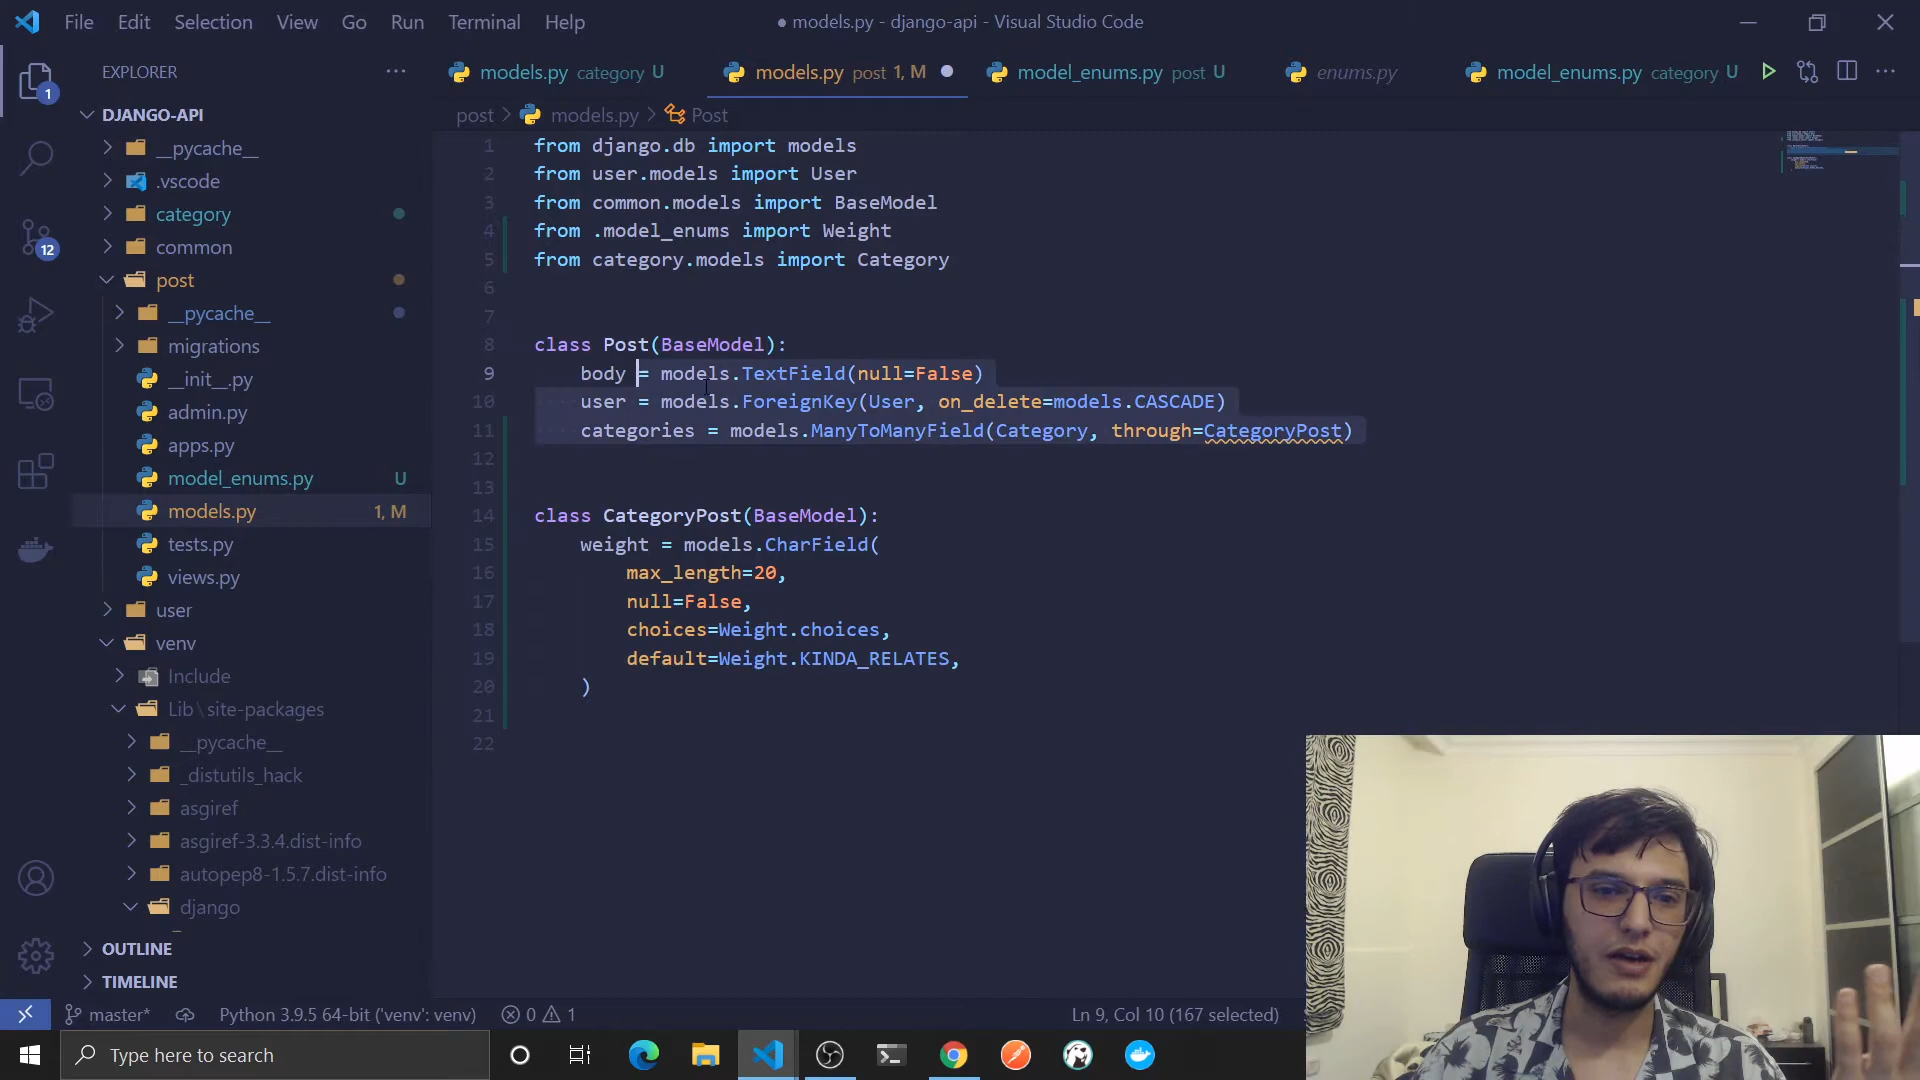 File Edit Selection View Go Run Terminal Help
● models.py - django-api - Visual Studio Code
EXPLORER
models.py category U
models.py post 1, M
model_enums.py post U
enums.py
model_enums.py category U
post > models.py > Post
1
DJANGO-API
__pycache__
.vscode
category
common
post
__pycache__
migrations
__init__.py
admin.py
apps.py
model_enums.py U
models.py 1, M
tests.py
views.py
user
venv
Include
Lib\site-packages
__pycache__
_distutils_hack
asgiref
asgiref-3.3.4.dist-info
autopep8-1.5.7.dist-info
django
OUTLINE
TIMELINE
12
1 from django.db import models
2 from user.models import User
3 from common.models import BaseModel
4 from .model_enums import Weight
5 from category.models import Category
6
7
8 class Post(BaseModel):
9 body = models.TextField(null=False)
10 user = models.ForeignKey(User, on_delete=models.CASCADE)
11 categories = models.ManyToManyField(Category, through=CategoryPost)
12
13
14 class CategoryPost(BaseModel):
15 weight = models.CharField(
16 max_length=20,
17 null=False,
18 choices=Weight.choices,
19 default=Weight.KINDA_RELATES,
20 )
21
22
master* Python 3.9.5 64-bit ('venv': venv) 0 1
Ln 9, Col 10 (167 selected)
Type here to search